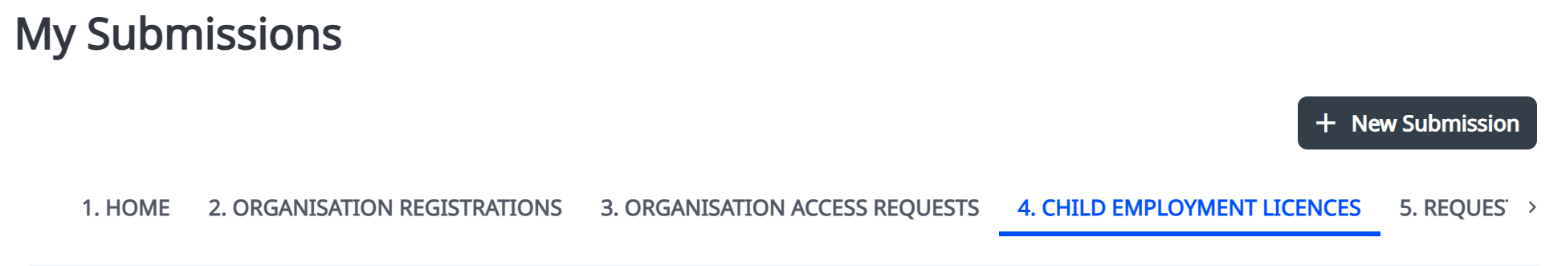 My Submissions
+ New Submission
1. HOME 2. ORGANISATION REGISTRATIONS 3. ORGANISATION ACCESS REQUESTS 4. CHILD EMPLOYMENT LICENCES 5. REQUES